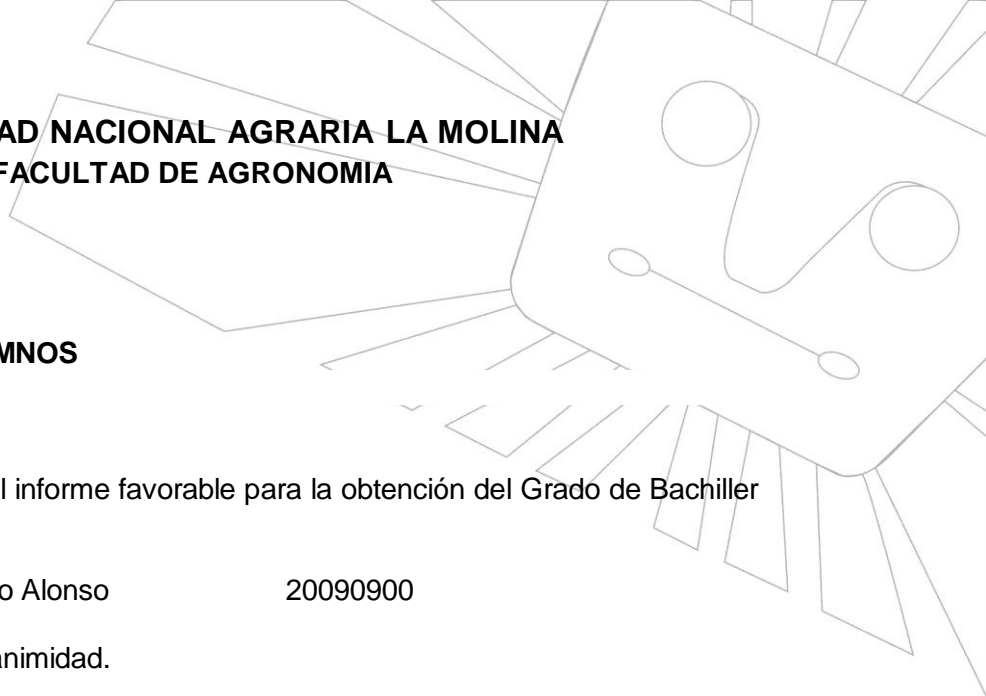 AD NACIONAL AGRARIA LA MOLINA
FACULTAD DE AGRONOMIA
MNOS
l informe favorable para la obtención del Grado de Bachiller
o Alonso 20090900
animidad.